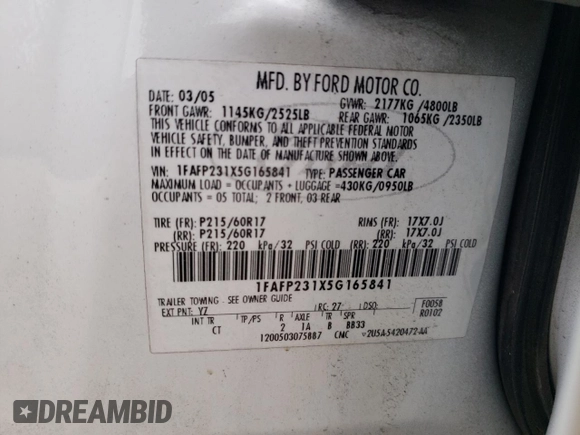 MFD. BY FORD MOTOR CO.
DATE: 03/05 GVWR: 2177KG /4800LB
FRONT GAWR: 1145KG/2525LB REAR GAWR: 1065KG /2350LB
THIS VEHICLE CONFORMS TO ALL APPLICABLE FEDERAL MOTOR
VEHICLE SAFETY, BUMPER, AND THEFT PREVENTION STANDARDS
IN EFFECT ON THE DATE OF MANUFACTURE SHOWN ABOVE.
VIN: 1FAFP231X5G165841 TYPE: PASSENGER CAR
MAXIMUM LOAD = OCCUPANTS + LUGGAGE =430KG/0950LB
OCCUPANTS = 05 TOTAL; 2 FRONT, 03 REAR
TIRE (FR): P215/60R17 RIMS (FR): 17X7.0J
(RR): P215/60R17 (RR): 17X7.0J
PRESSURE (FR): 220 kPa/32 PSI COLD (RR): 220 kPa/32 PSI COLD
1FAFP231X5G165841
TRAILER TOWING - SEE OWNER GUIDE
EXT PNT: YZ RC: 27 DSO: F0058
R0102
INT TR TP/PS R AXLE TR SPR
CT 2 1A B BB33
1200503075887 CMC 2U5A-5420472-AA
DREAMBID